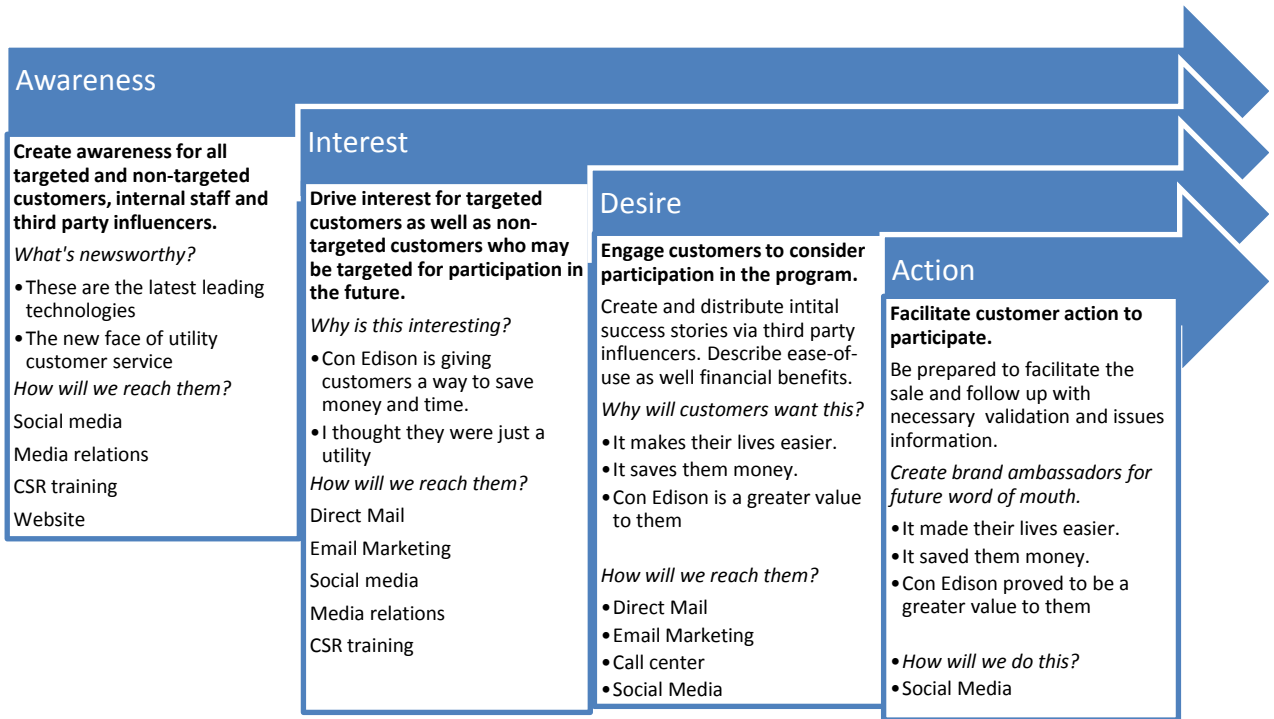 Awareness
Create awareness for all
targeted and non-targeted
customers, internal staff and
third party influencers.
What's newsworthy?
•These are the latest leading
technologies
•The new face of utility
customer service
How will we reach them?
Social media
Media relations
CSR training
Website
Interest
Drive interest for targeted
customers as well as non-
targeted customers who may
be targeted for participation in
the future.
Why is this interesting?
•Con Edison is giving
customers a way to save
money and time.
•I thought they were just a
utility
How will we reach them?
Direct Mail
Email Marketing
Social media
Media relations
CSR training
Desire
Engage customers to consider
participation in the program.
Create and distribute intital
success stories via third party
influencers. Describe ease-of-
use as well financial benefits.
Why will customers want this?
•It makes their lives easier.
•It saves them money.
•Con Edison is a greater value
to them
How will we reach them?
•Direct Mail
•Email Marketing
•Call center
•Social Media
Action
Facilitate customer action to
participate.
Be prepared to facilitate the
sale and follow up with
necessary validation and issues
information.
Create brand ambassadors for
future word of mouth.
•It made their lives easier.
•It saved them money.
•Con Edison proved to be a
greater value to them
•How will we do this?
•Social Media